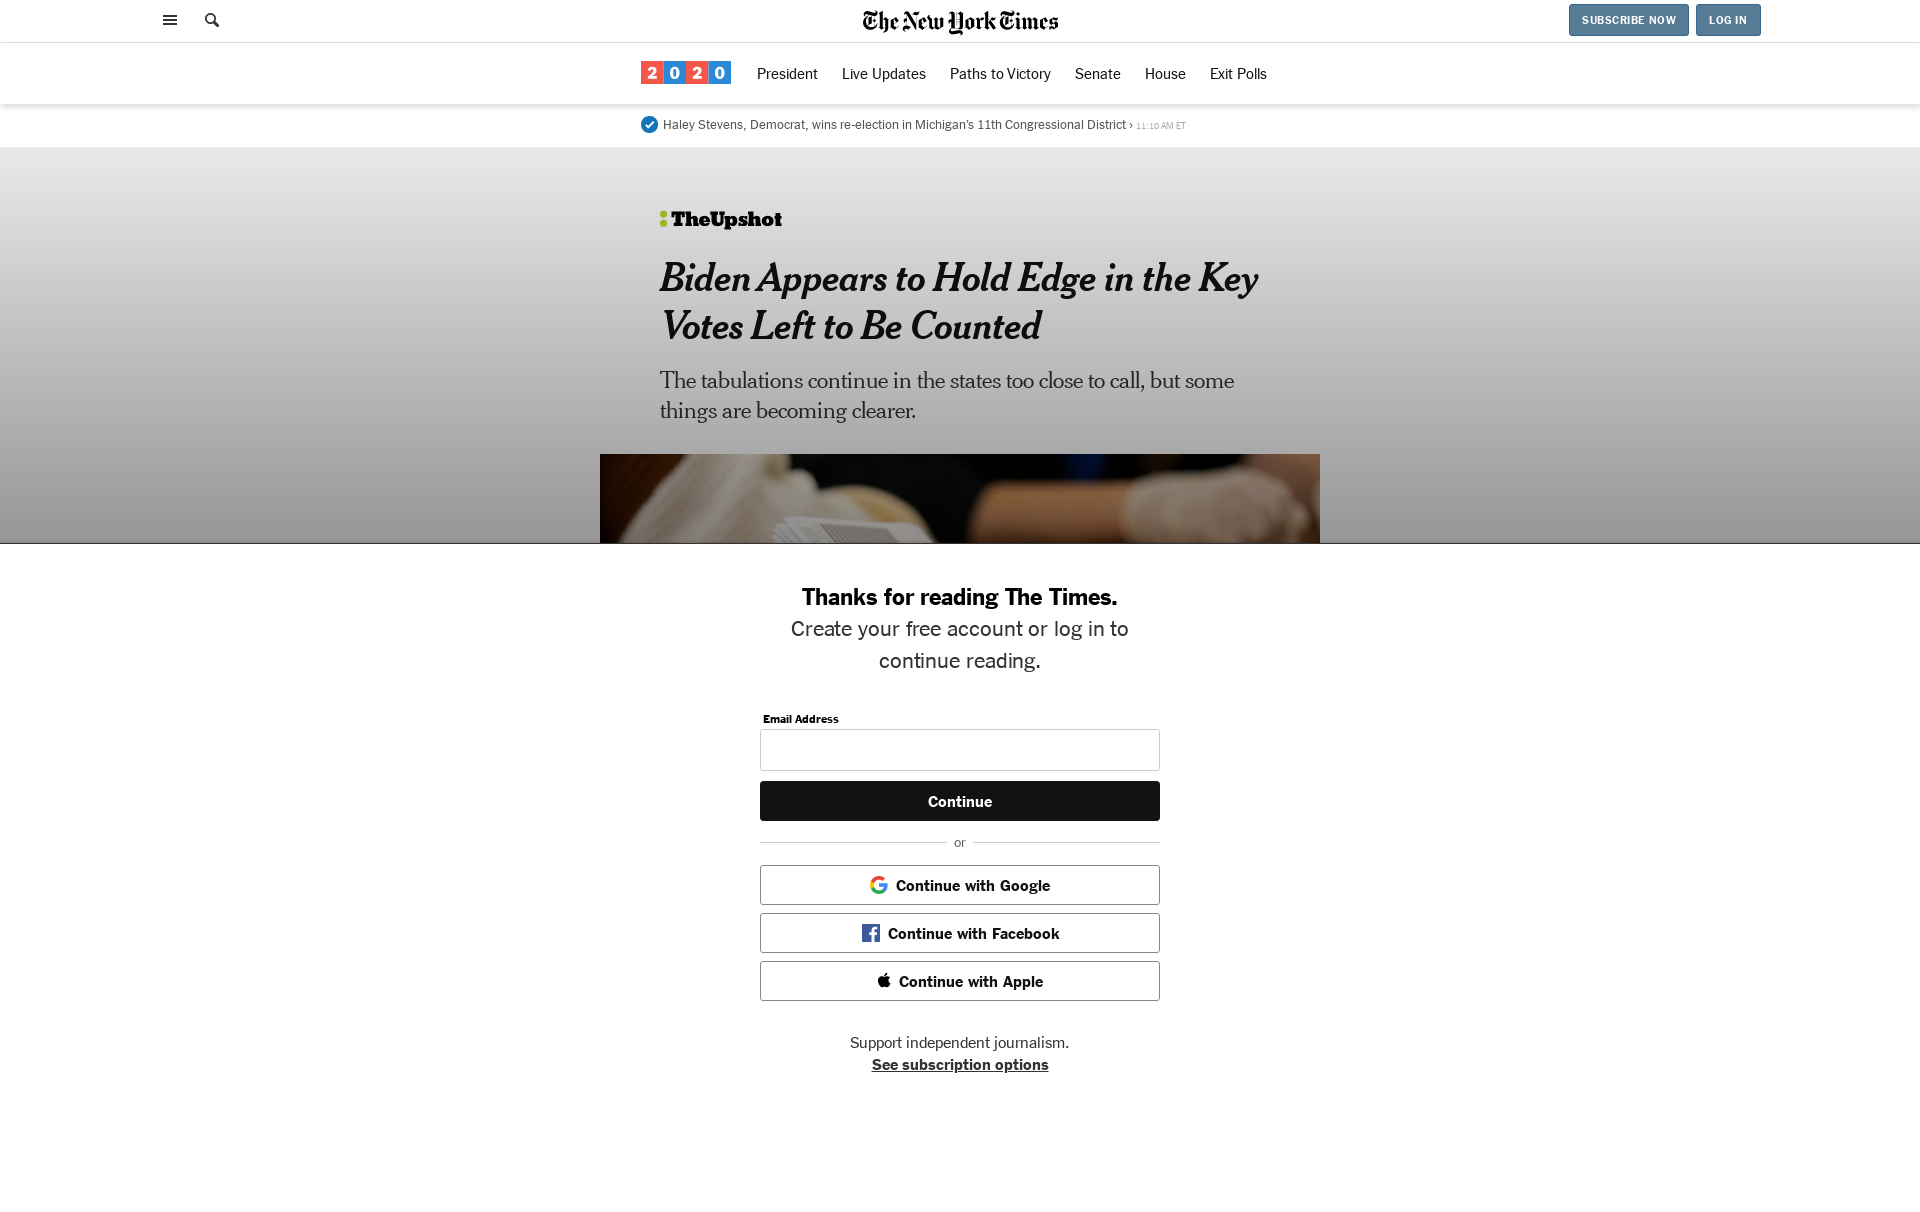 The New York Times
SUBSCRIBE NOW
LOG IN
2020
President
Live Updates
Paths to Victory
Senate
House
Exit Polls
Haley Stevens, Democrat, wins re-election in Michigan's 11th Congressional District › 11:10 AM ET
TheUpshot
Biden Appears to Hold Edge in the Key
Votes Left to Be Counted
The tabulations continue in the states too close to call, but some
things are becoming clearer.
Thanks for reading The Times.
Create your free account or log in to
continue reading.
Email Address
Continue
or
Continue with Google
Continue with Facebook
Continue with Apple
Support independent journalism.
See subscription options